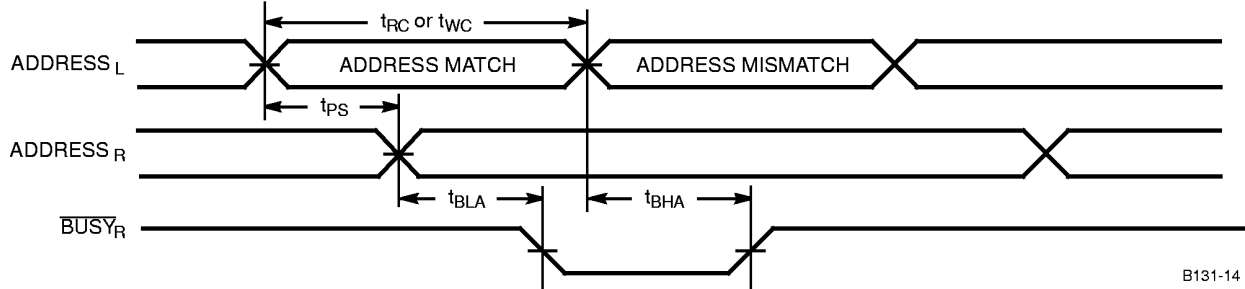 tRC or tWC
ADDRESS L ADDRESS MATCH ADDRESS MISMATCH
tPS
ADDRESS R
tBLA tBHA
BUSYR
B131-14